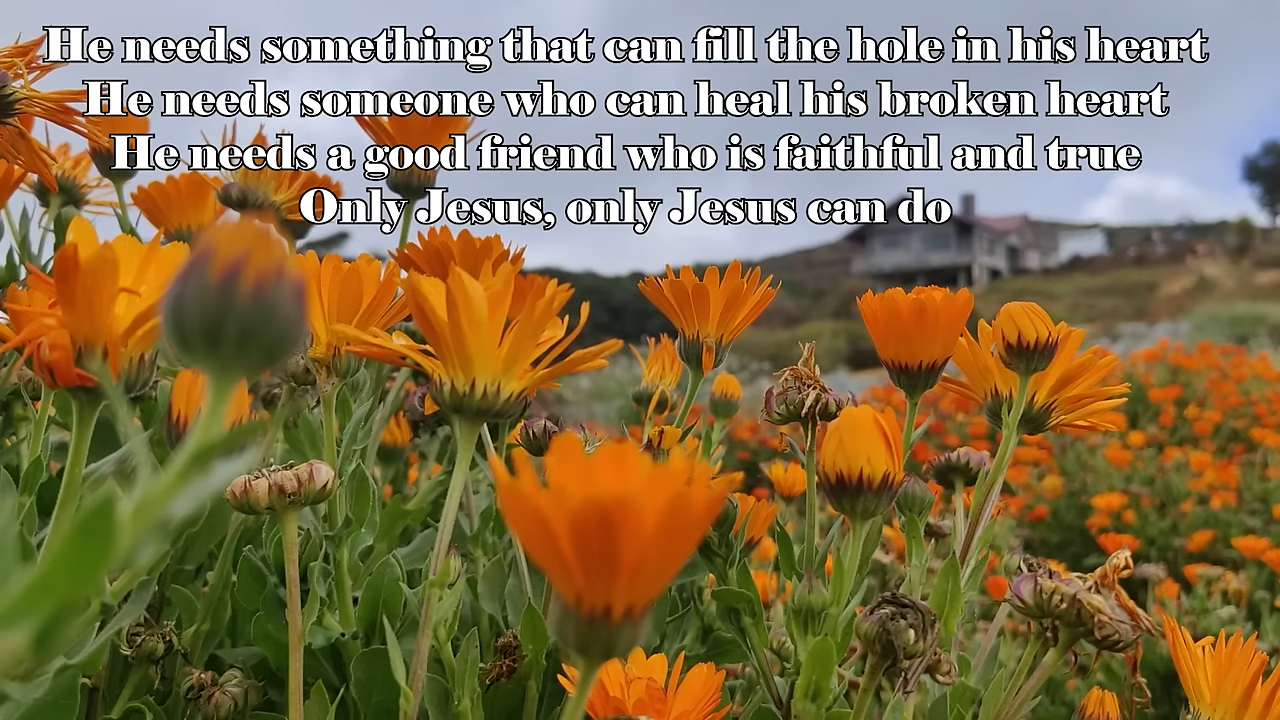 He needs something that can fill the hole in his heart
He needs someone who can heal his broken heart
He needs a good friend who is faithful and true
Only Jesus, only Jesus can do